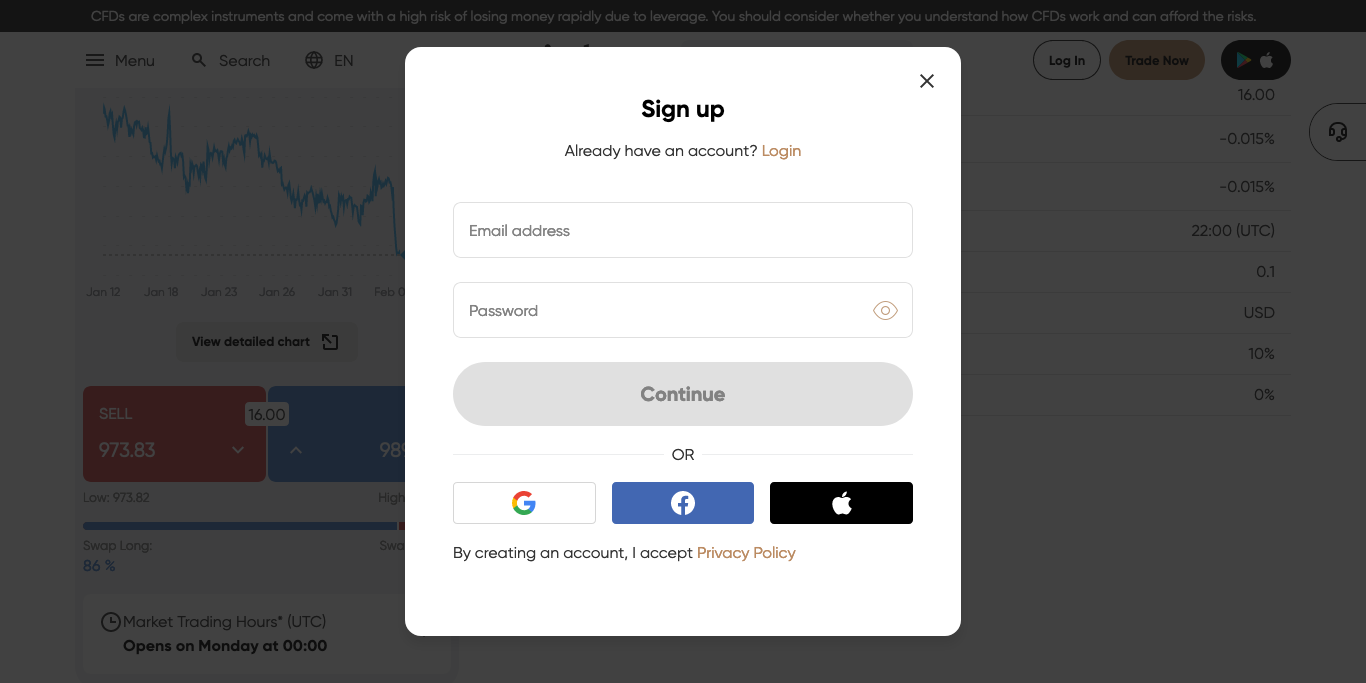 CFDs are complex instruments and come with a high risk of losing money rapidly due to leverage. You should consider whether you understand how CFDs work and can afford the risks.
Menu
Search
EN
Log In
Trade Now
Sign up
Already have an account? Login
Email address
Password
Continue
OR
By creating an account, I accept Privacy Policy
Jan 12
Jan 18
Jan 23
Jan 26
Jan 31
Feb 0
View detailed chart
SELL
16.00
973.83
989
Low: 973.82
High
Swap Long:
Swa
86 %
Market Trading Hours* (UTC)
Opens on Monday at 00:00
16.00
-0.015%
-0.015%
22:00 (UTC)
0.1
USD
10%
0%